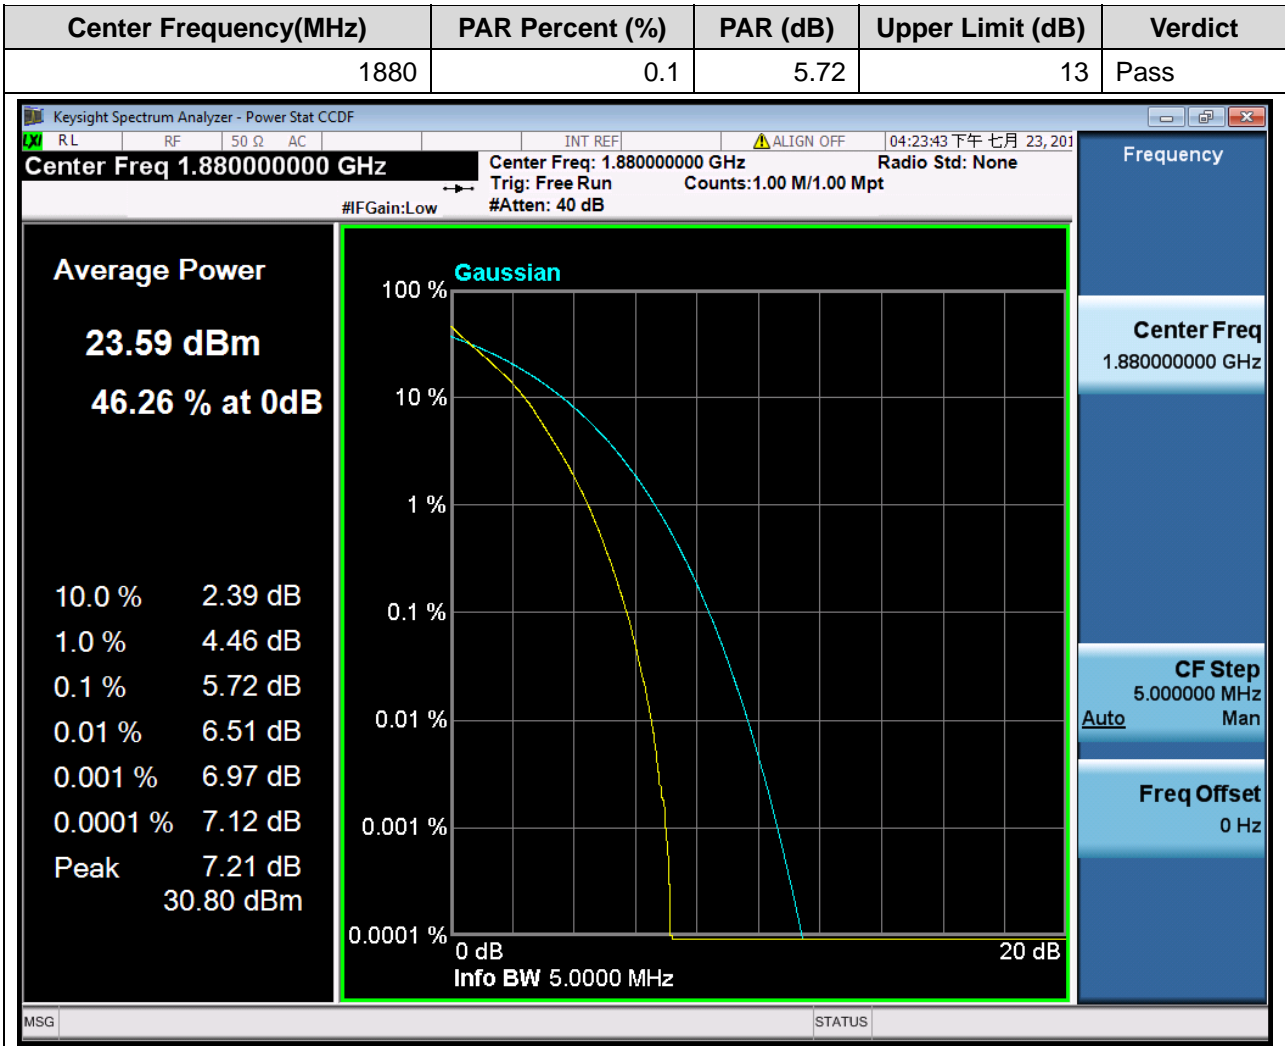 Center Frequency(MHz) PAR Percent (%) PAR (dB) Upper Limit (dB) Verdict
1880 0.1 5.72 13 Pass
Keysight Spectrum Analyzer - Power Stat CCDF
LXI RL RF 50 Ω AC INT REF ALIGN OFF 04:23:43 下午 七月 23, 201
Center Freq 1.880000000 GHz
Center Freq: 1.880000000 GHz Radio Std: None
Trig: Free Run Counts:1.00 M/1.00 Mpt
#IFGain:Low #Atten: 40 dB
Average Power
23.59 dBm
46.26 % at 0dB
10.0 % 2.39 dB
1.0 % 4.46 dB
0.1 % 5.72 dB
0.01 % 6.51 dB
0.001 % 6.97 dB
0.0001 % 7.12 dB
Peak 7.21 dB
30.80 dBm
Gaussian
100 %
10 %
1 %
0.1 %
0.01 %
0.001 %
0.0001 %
0 dB 20 dB
Info BW 5.0000 MHz
Frequency
Center Freq
1.880000000 GHz
CF Step
5.000000 MHz
Auto Man
Freq Offset
0 Hz
MSG STATUS